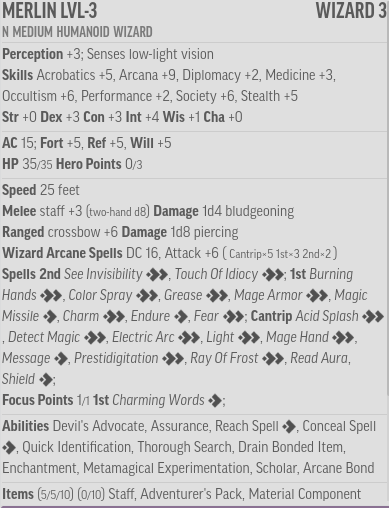 MERLIN LVL-3 WIZARD 3
N MEDIUM HUMANOID WIZARD
Perception +3; Senses low-light vision
Skills Acrobatics +5, Arcana +9, Diplomacy +2, Medicine +3,
Occultism +6, Performance +2, Society +6, Stealth +5
Str +0 Dex +3 Con +3 Int +4 Wis +1 Cha +0
AC 15; Fort +5, Ref +5, Will +5
HP 35/35 Hero Points 0/3
Speed 25 feet
Melee staff +3 (two-hand d8) Damage 1d4 bludgeoning
Ranged crossbow +6 Damage 1d8 piercing
Wizard Arcane Spells DC 16, Attack +6 ( Cantrip×5 1st×3 2nd×2 )
Spells 2nd See Invisibility, Touch Of Idiocy; 1st Burning
Hands, Color Spray, Grease, Mage Armor, Magic
Missile, Charm, Endure, Fear; Cantrip Acid Splash
, Detect Magic, Electric Arc, Light, Mage Hand,
Message, Prestidigitation, Ray Of Frost, Read Aura,
Shield;
Focus Points 1/1 1st Charming Words;
Abilities Devil's Advocate, Assurance, Reach Spell, Conceal Spell
, Quick Identification, Thorough Search, Drain Bonded Item,
Enchantment, Metamagical Experimentation, Scholar, Arcane Bond
Items (5/5/10) (0/10) Staff, Adventurer's Pack, Material Component